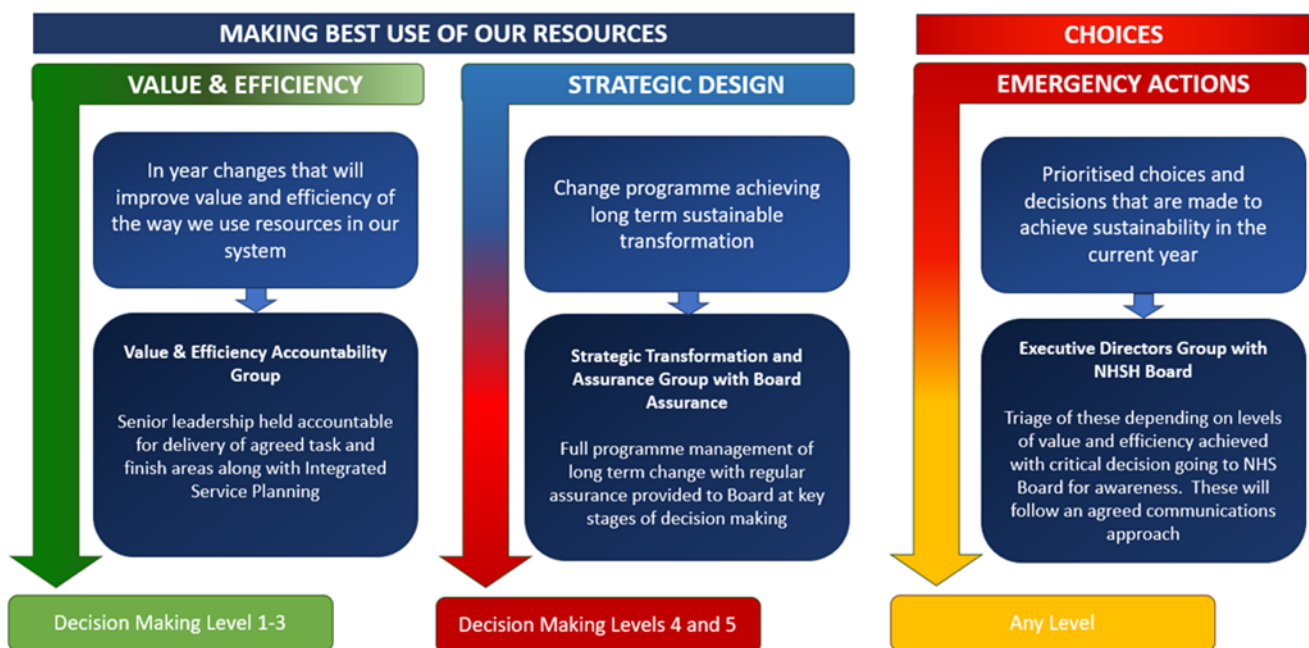 MAKING BEST USE OF OUR RESOURCES
VALUE & EFFICIENCY
In year changes that will
improve value and efficiency of
the way we use resources in our
system
Value & Efficiency Accountability
Group
Senior leadership held accountable
for delivery of agreed task and
finish areas along with Integrated
Service Planning
Decision Making Level 1-3
STRATEGIC DESIGN
Change programme achieving
long term sustainable
transformation
Strategic Transformation and
Assurance Group with Board
Assurance
Full programme management of
long term change with regular
assurance provided to Board at key
stages of decision making
Decision Making Levels 4 and 5
CHOICES
EMERGENCY ACTIONS
Prioritised choices and
decisions that are made to
achieve sustainability in the
current year
Executive Directors Group with
NHSH Board
Triage of these depending on levels
of value and efficiency achieved
with critical decision going to NHS
Board for awareness. These will
follow an agreed communications
approach
Any Level